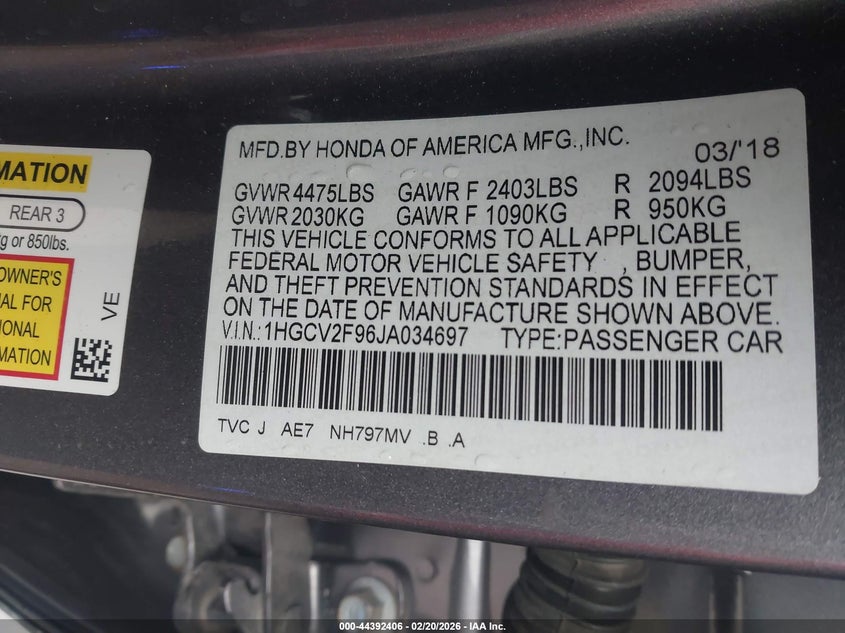 MATION
REAR 3
g or 850lbs.
OWNER'S
AL FOR
IONAL
MATION
VE
MFD.BY HONDA OF AMERICA MFG.,INC.
03/'18
GVWR 4475LBS GAWR F 2403LBS R 2094LBS
GVWR 2030KG GAWR F 1090KG R 950KG
THIS VEHICLE CONFORMS TO ALL APPLICABLE
FEDERAL MOTOR VEHICLE SAFETY , BUMPER,
AND THEFT PREVENTION STANDARDS IN EFFECT
ON THE DATE OF MANUFACTURE SHOWN ABOVE.
V.I.N.:1HGCV2F96JA034697 TYPE:PASSENGER CAR
TVC J AE7 NH797MV .B .A
000-44392406 - 02/20/2026 - IAA Inc.